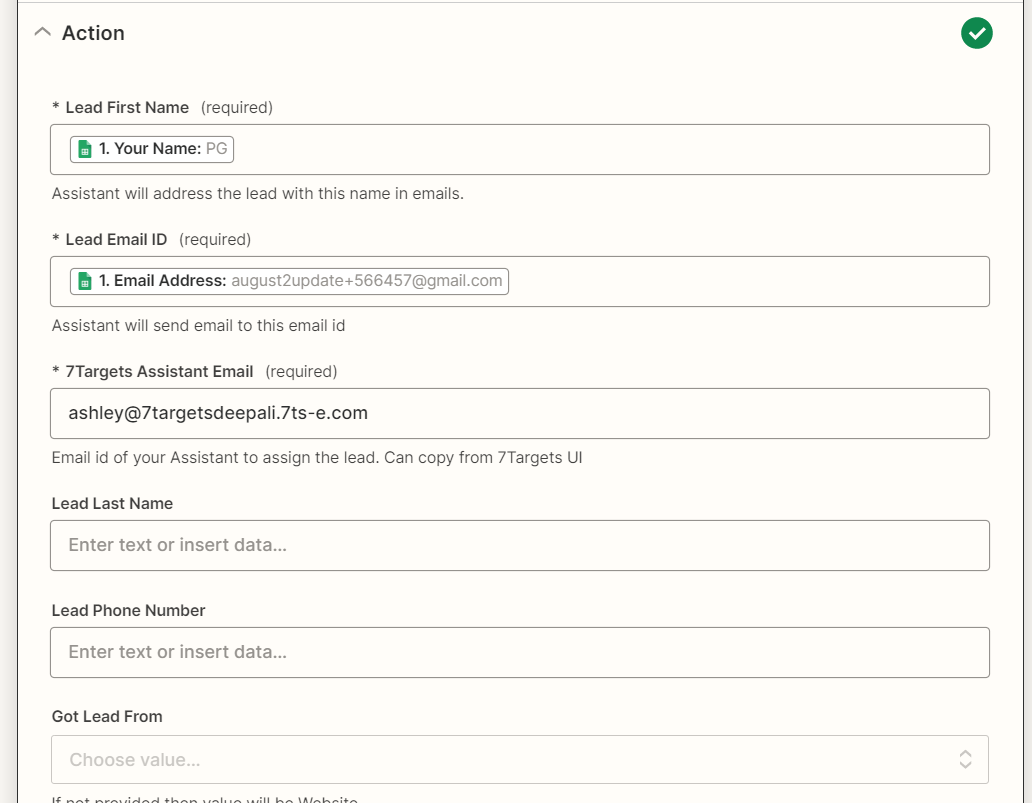 Action
* Lead First Name (required)
1. Your Name: PG
Assistant will address the lead with this name in emails.
* Lead Email ID (required)
1. Email Address: august2update+566457@gmail.com
Assistant will send email to this email id
* 7Targets Assistant Email (required)
ashley@7targetsdeepali.7ts-e.com
Email id of your Assistant to assign the lead. Can copy from 7Targets UI
Lead Last Name
Enter text or insert data...
Lead Phone Number
Enter text or insert data...
Got Lead From
Choose value...
If not provided then value will be Website